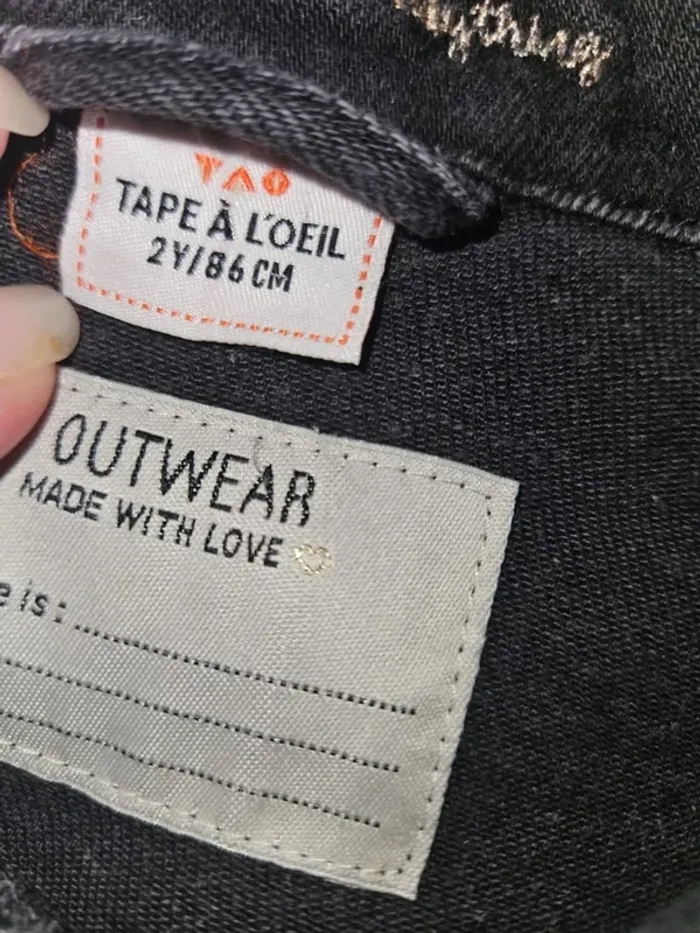 TAO
TAPE À L'OEIL
2Y/86 CM
OUTWEAR
MADE WITH LOVE
is: